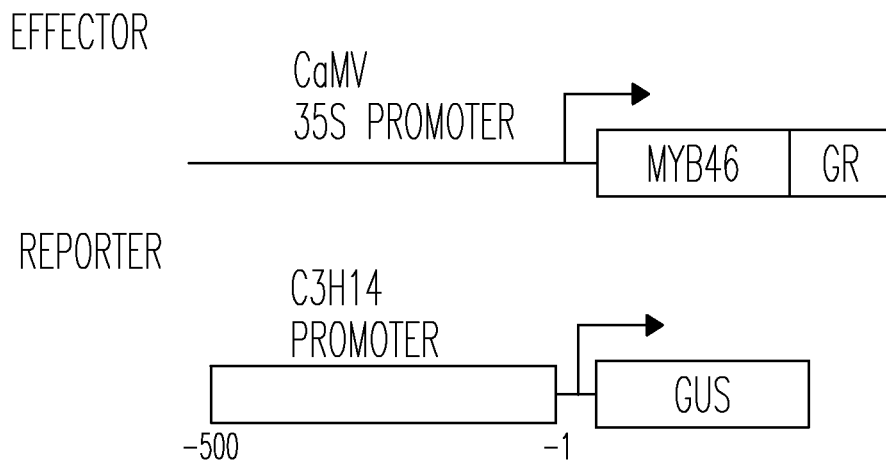 EFFECTOR
CaMV
35S PROMOTER
MYB46
GR
REPORTER
C3H14
PROMOTER
GUS
-500
-1